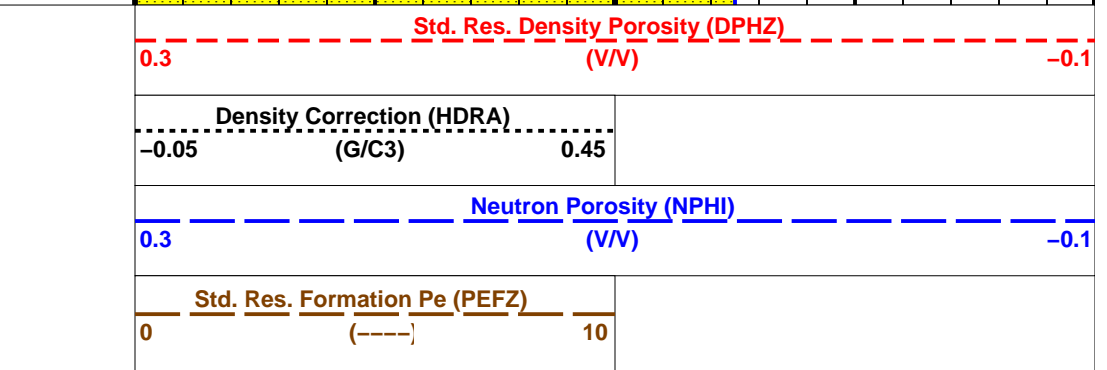 Std. Res. Density Porosity (DPHZ)
0.3 (V/V) −0.1
Density Correction (HDRA)
−0.05 (G/C3) 0.45
Neutron Porosity (NPHI)
0.3 (V/V) −0.1
Std. Res. Formation Pe (PEFZ)
0 (−−−−) 10